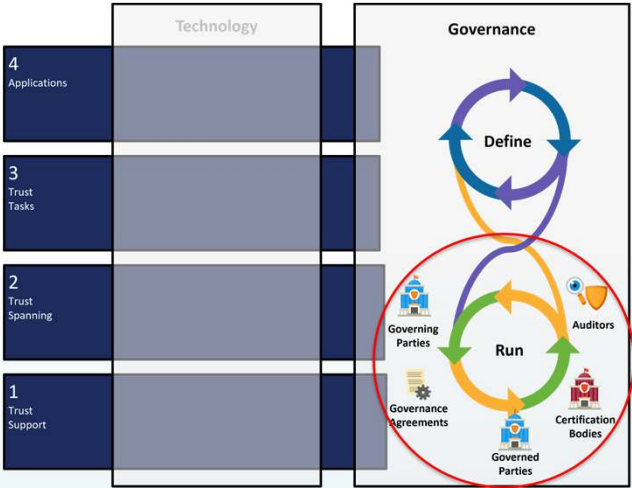 Technology
Governance
4
Applications
Define
3
Trust
Tasks
2
Trust
Spanning
Governing
Parties
Auditors
Run
1
Trust
Support
Governance
Agreements
Certification
Bodies
Governed
Parties